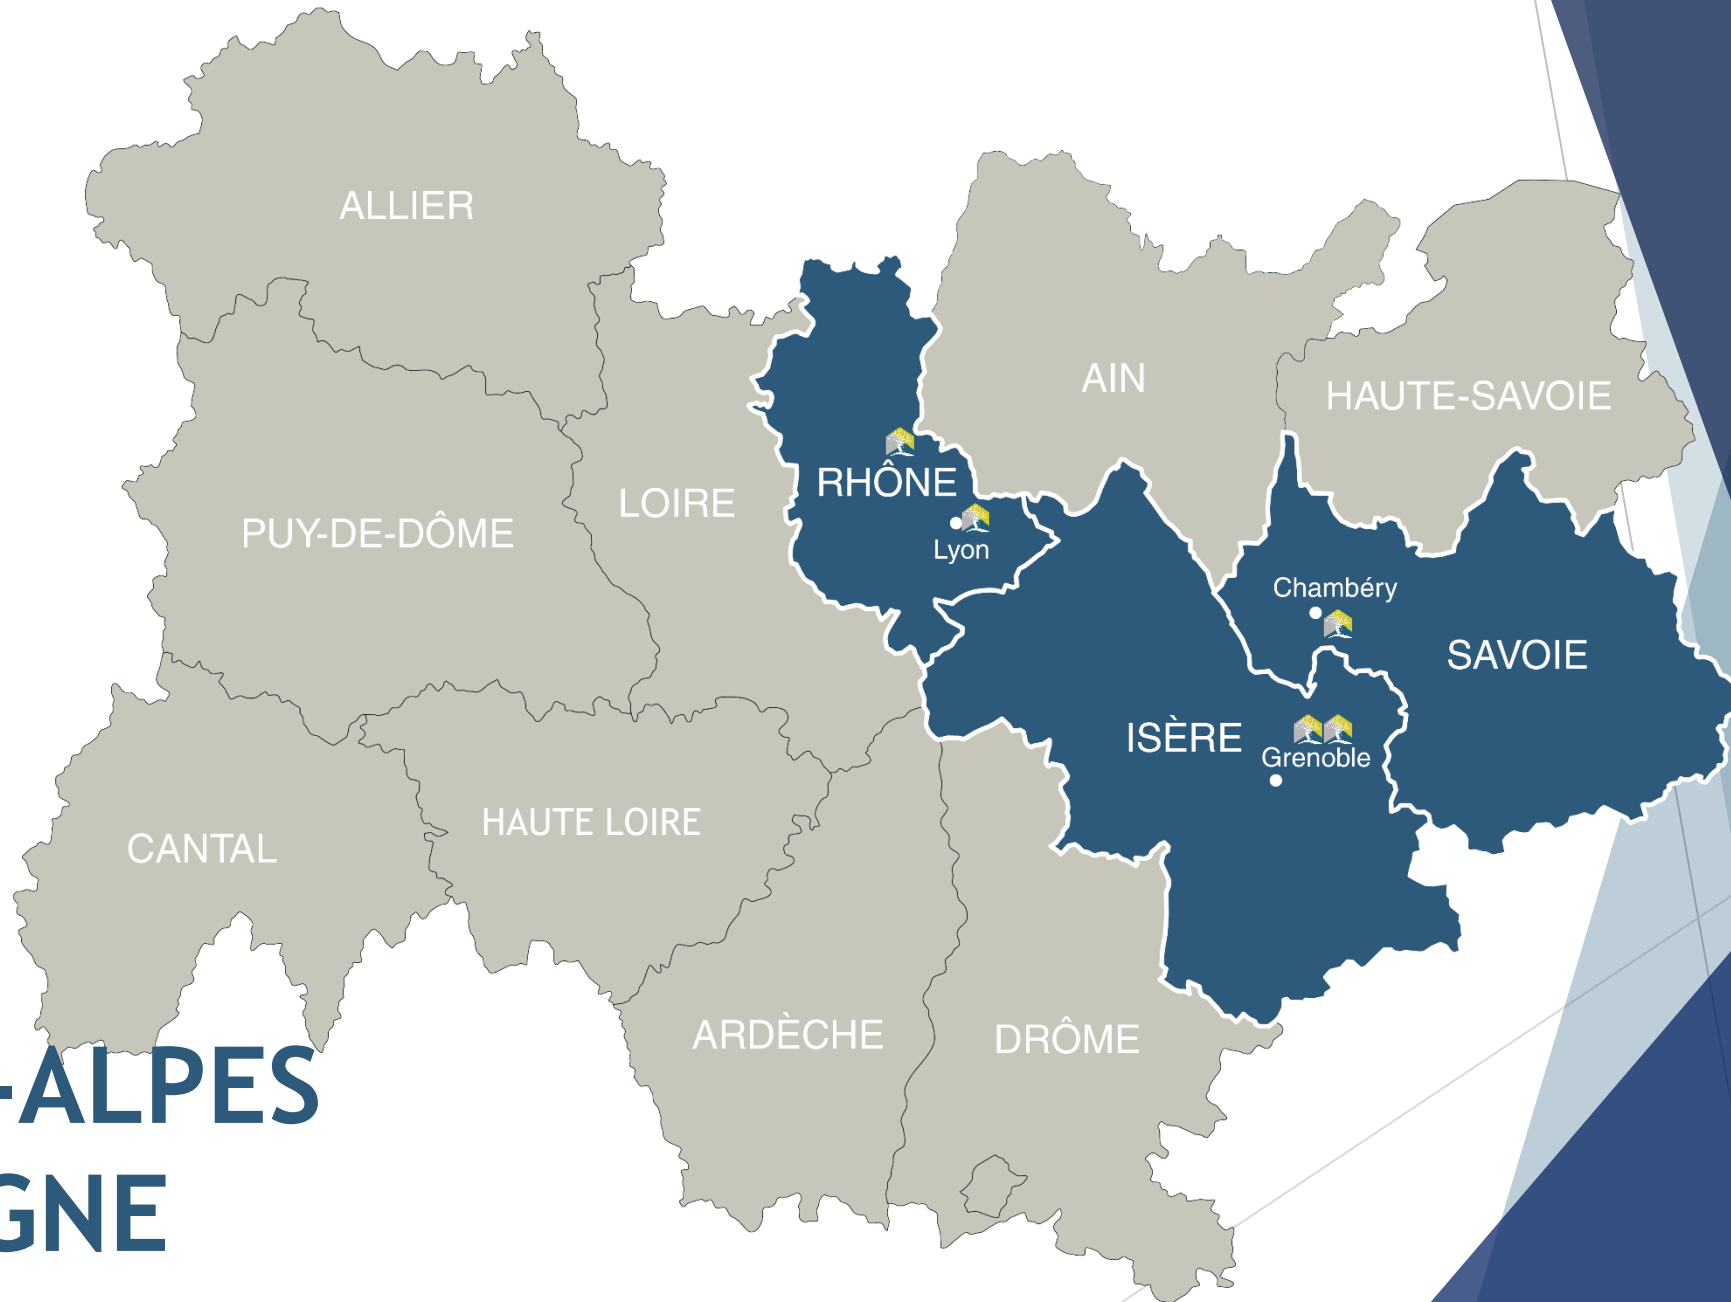 ALLIER
AIN
HAUTE-SAVOIE
RHÔNE
LOIRE
PUY-DE-DÔME
Lyon
Chambéry
SAVOIE
ISÈRE
Grenoble
HAUTE LOIRE
CANTAL
ARDÈCHE
DRÔME
-ALPES
GNE